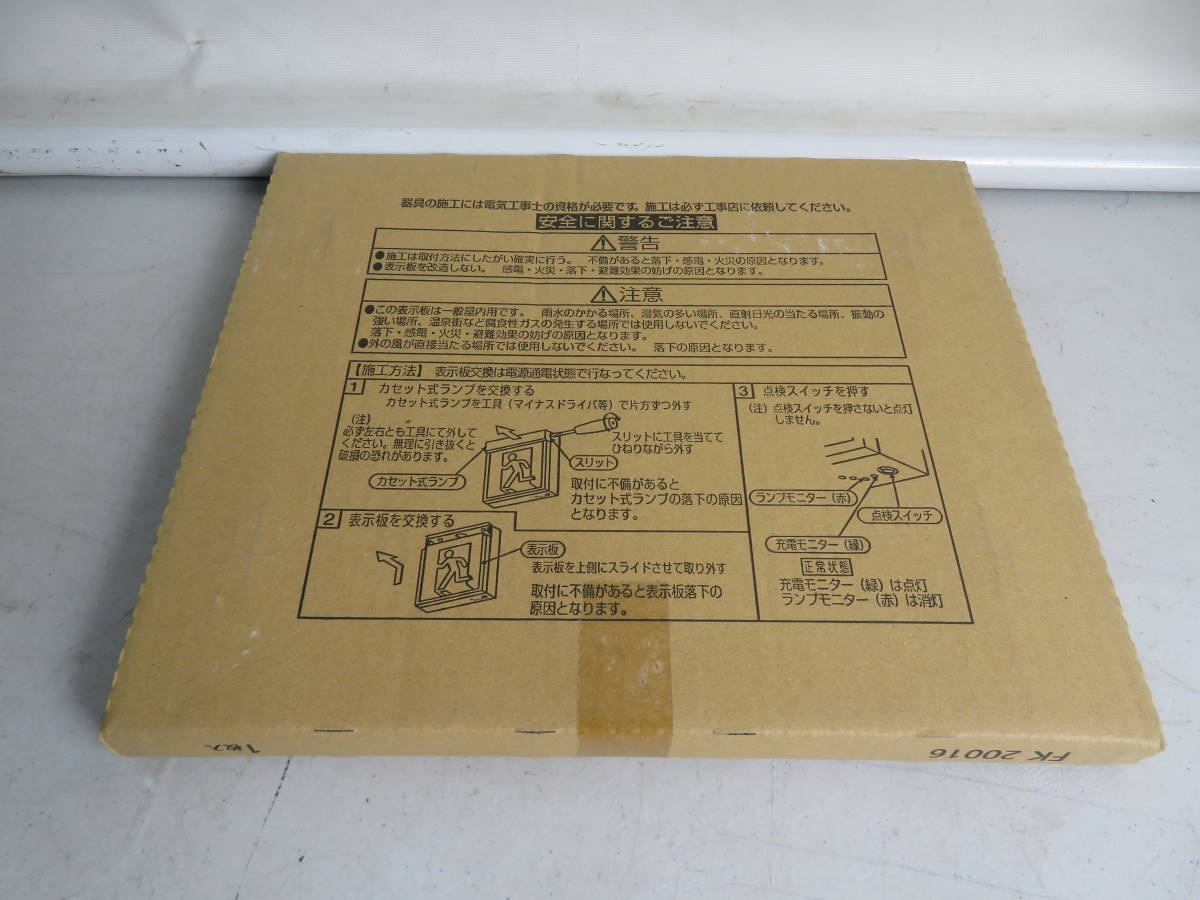 器具の施工には電気工事士の資格が必要です。施工は必ず工事店に依頼してください。
安全に関するご注意
警告
●施工は取付方法にしたがい確実に行う。 不備があると落下・感電・火災の原因となります。
●表示板を改造しない。 感電・火災・落下・避難効果の妨げの原因となります。
注意
●この表示板は一般屋内用です。 雨水のかかる場所、湿気の多い場所、直射日光の当たる場所、振動の
強い場所、温泉街など腐食性ガスの発生する場所では使用しないでください。
落下・感電・火災・避難効果の妨げの原因となります。
●外の風が直接当たる場所では使用しないでください。 落下の原因となります。
【施工方法】 表示板交換は電源通電状態で行なってください。
1 カセット式ランプを交換する
カセット式ランプを工具（マイナスドライバ等）で片方ずつ外す
（注）
必ず左右とも工具にて外して
ください。無理に引き抜くと
破損の恐れがあります。
スリットに工具を当てて
ひねりながら外す
スリット
カセット式ランプ
取付に不備があると
カセット式ランプの落下の原因
となります。
2 表示板を交換する
表示板
表示板を上側にスライドさせて取り外す
取付に不備があると表示板落下の
原因となります。
3 点検スイッチを押す
（注）点検スイッチを押さないと点灯
しません。
ランプモニター（赤）
点検スイッチ
充電モニター（緑）
正常状態
充電モニター（緑）は点灯
ランプモニター（赤）は消灯
1枚入
FK 20016